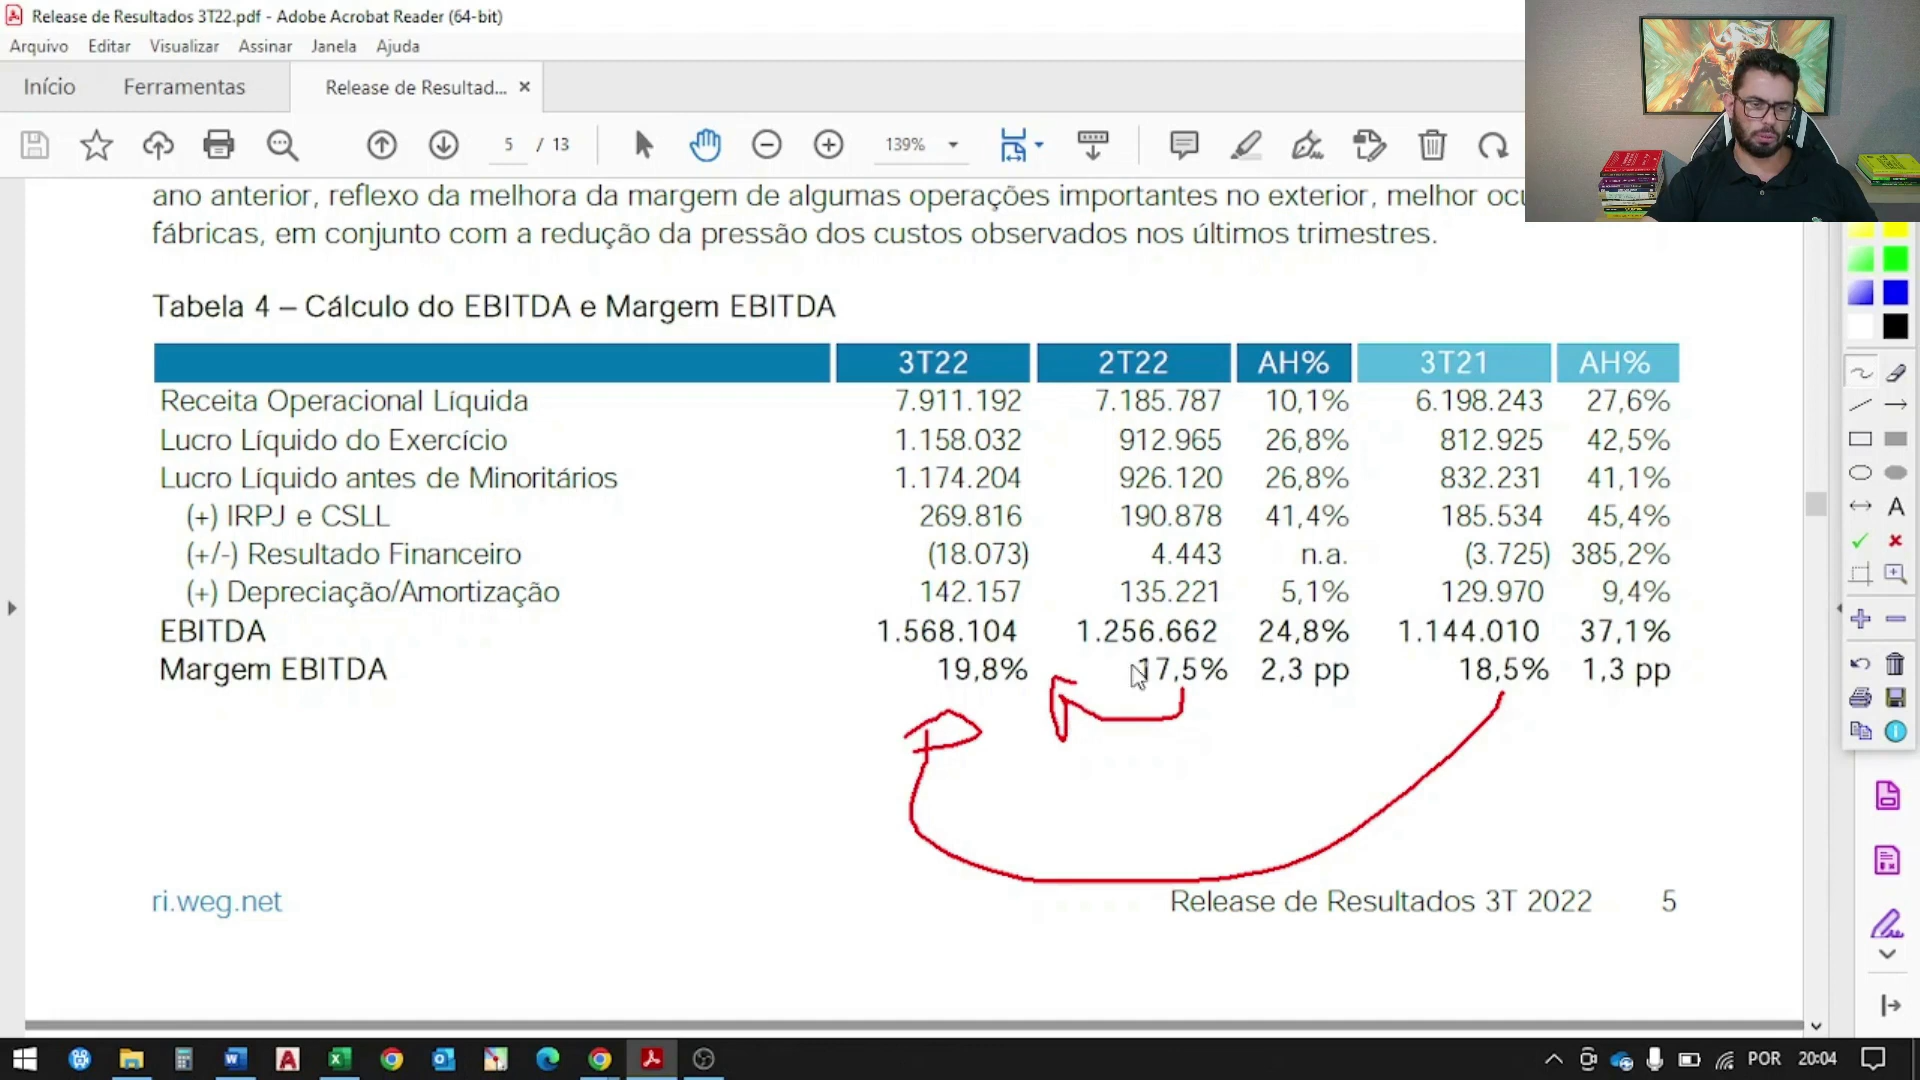 Release de Resultados 3T22.pdf - Adobe Acrobat Reader (64-bit)
Arquivo Editar Visualizar Assinar Janela Ajuda
Início Ferramentas Release de Resultad... ×
5 / 13 139%
ano anterior, reflexo da melhora da margem de algumas operações importantes no exterior, melhor
fábricas, em conjunto com a redução da pressão dos custos observados nos últimos trimestres.
Tabela 4 – Cálculo do EBITDA e Margem EBITDA
3T22 2T22 AH% 3T21 AH%
Receita Operacional Líquida 7.911.192 7.185.787 10,1% 6.198.243 27,6%
Lucro Líquido do Exercício 1.158.032 912.965 26,8% 812.925 42,5%
Lucro Líquido antes de Minoritários 1.174.204 926.120 26,8% 832.231 41,1%
(+) IRPJ e CSLL 269.816 190.878 41,4% 185.534 45,4%
(+/-) Resultado Financeiro (18.073) 4.443 n.a. (3.725) 385,2%
(+) Depreciação/Amortização 142.157 135.221 5,1% 129.970 9,4%
EBITDA 1.568.104 1.256.662 24,8% 1.144.010 37,1%
Margem EBITDA 19,8% 17,5% 2,3 pp 18,5% 1,3 pp
ri.weg.net Release de Resultados 3T 2022 5
POR 20:04